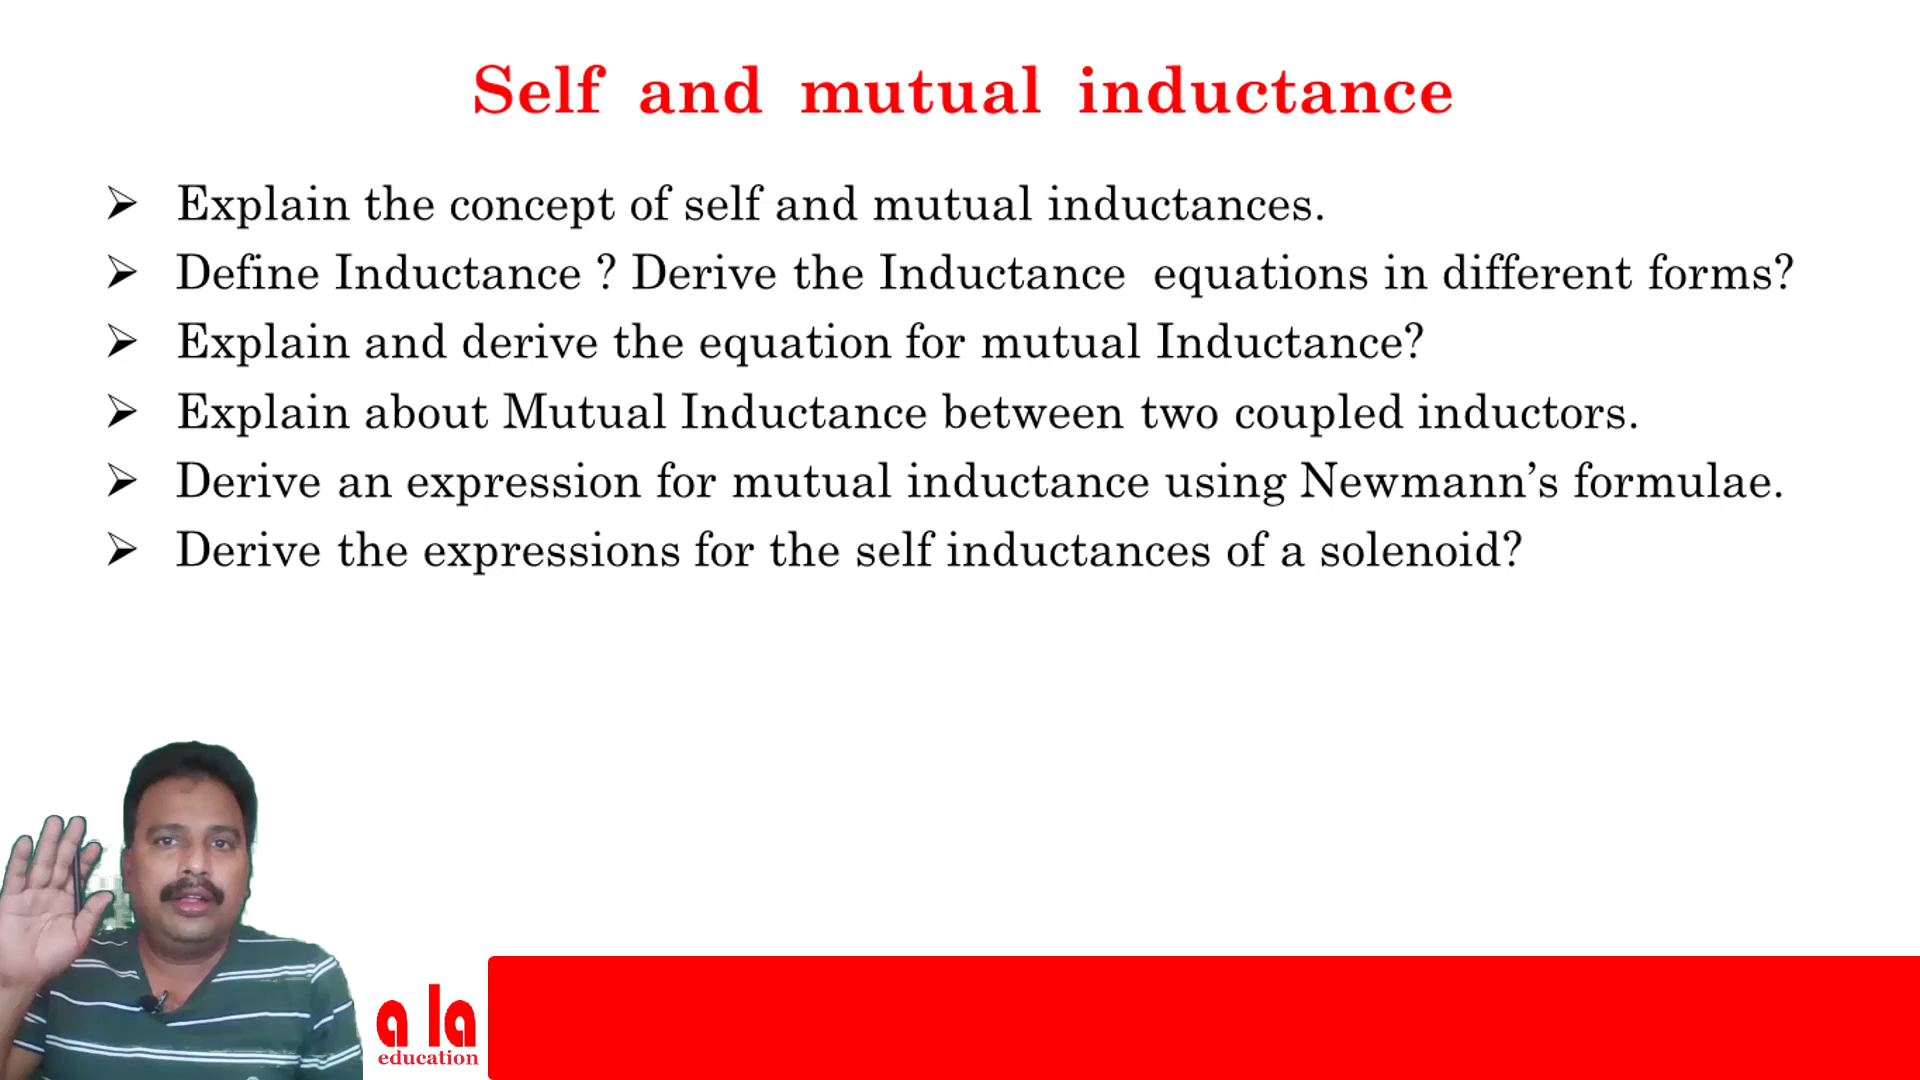 Self and mutual inductance
Explain the concept of self and mutual inductances.
Define Inductance ? Derive the Inductance equations in different forms?
Explain and derive the equation for mutual Inductance?
Explain about Mutual Inductance between two coupled inductors.
Derive an expression for mutual inductance using Newmann’s formulae.
Derive the expressions for the self inductances of a solenoid?
a la
education